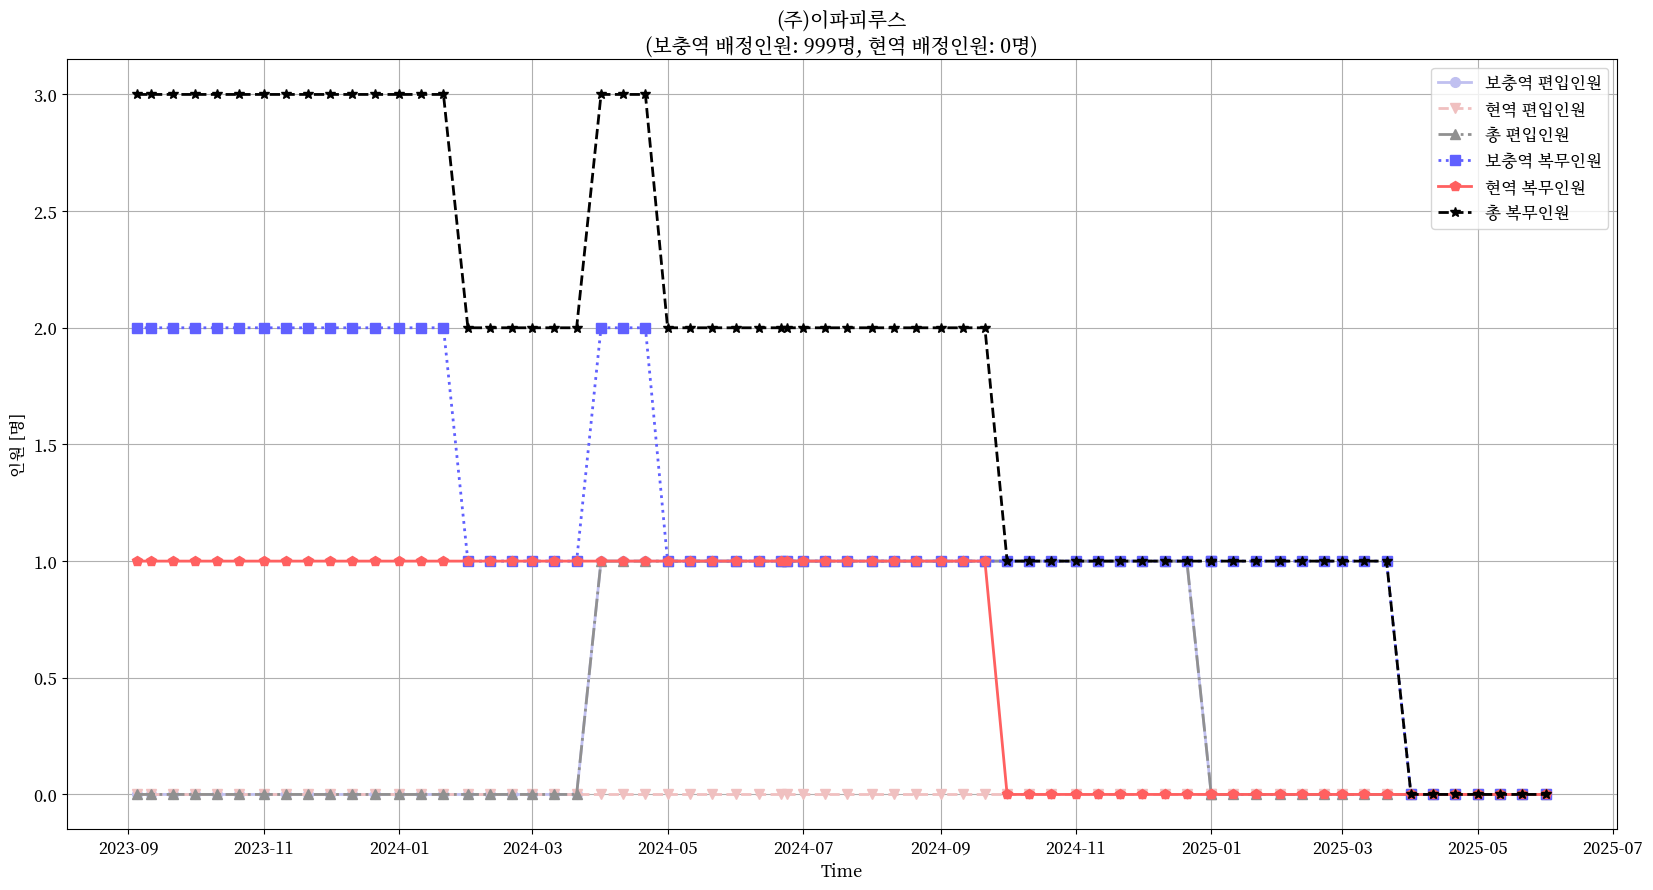 (주)이파피루스
(보충역 배정인원: 999명, 현역 배정인원: 0명)
보충역 편입인원
현역 편입인원
총 편입인원
보충역 복무인원
현역 복무인원
총 복무인원
인원 [명]
3.0
2.5
2.0
1.5
1.0
0.5
0.0
2023-09 2023-11 2024-01 2024-03 2024-05 2024-07 2024-09 2024-11 2025-01 2025-03 2025-05 2025-07
Time